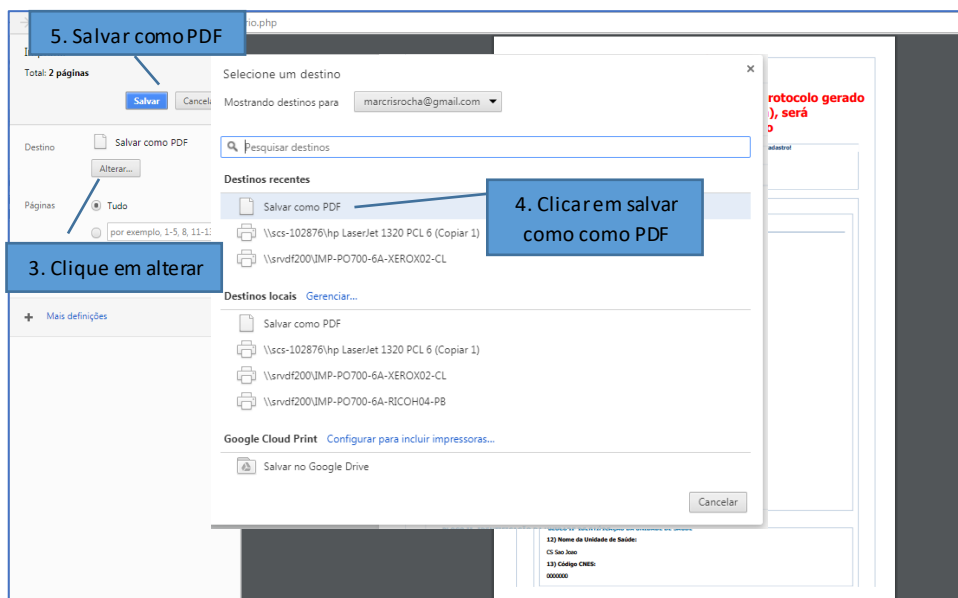 rio.php
5. Salvar como PDF
Total: 2 páginas
Salvar
Destino
Salvar como PDF
Alterar...
Páginas
Tudo
por exemplo, 1-5, 8, 11-13
3. Clique em alterar
Mais definições
Selecione um destino
Mostrando destinos para marcrisrocha@gmail.com
Pesquisar destinos
Destinos recentes
Salvar como PDF
\\scs-102876\hp LaserJet 1320 PCL 6 (Copiar 1)
\\srvdf200\IMP-PO700-6A-XEROX02-CL
4. Clicar em salvar
como como PDF
Destinos locais Gerenciar...
Salvar como PDF
\\scs-102876\hp LaserJet 1320 PCL 6 (Copiar 1)
\\srvdf200\IMP-PO700-6A-XEROX02-CL
\\srvdf200\IMP-PO700-6A-RICOH04-PB
Google Cloud Print Configurar para incluir impressoras...
Salvar no Google Drive
Cancelar
rotocolo gerado
), será
adastro!
12) Nome da Unidade de Saúde:
CS Sao Joao
13) Código CNES:
0000000